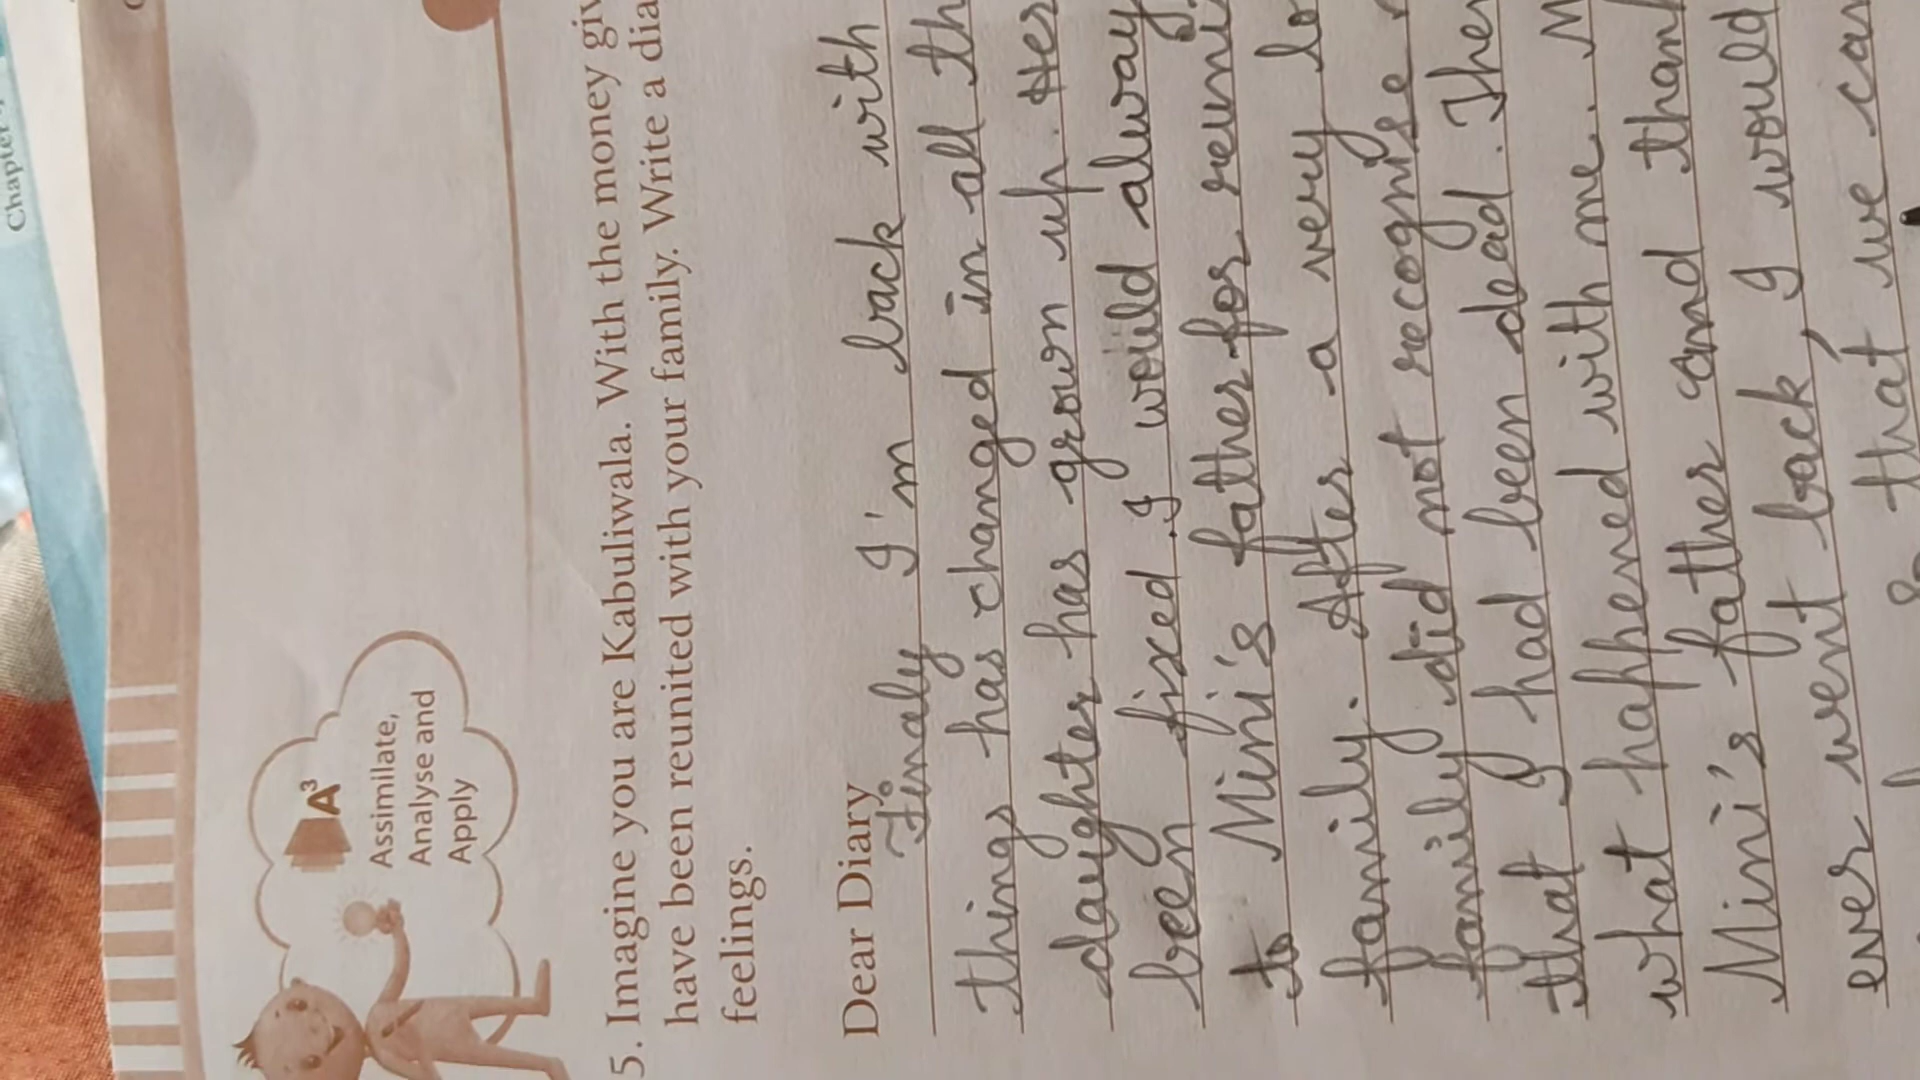 Chapter
A³
Assimilate,
Analyse and
Apply
5. Imagine you are Kabuliwala. With the money giv
have been reunited with your family. Write a dia
feelings.
Dear Diary
Finaly I'm back with
things has changed in all th
daughter has grown up. Her
been fixed. I would alway
to Mini's father for reuni
family. After a very lo
family did not recognise
that I had been dead. Then
what happened with me. M
Mini's father and thank
ever went back, I would
that we can